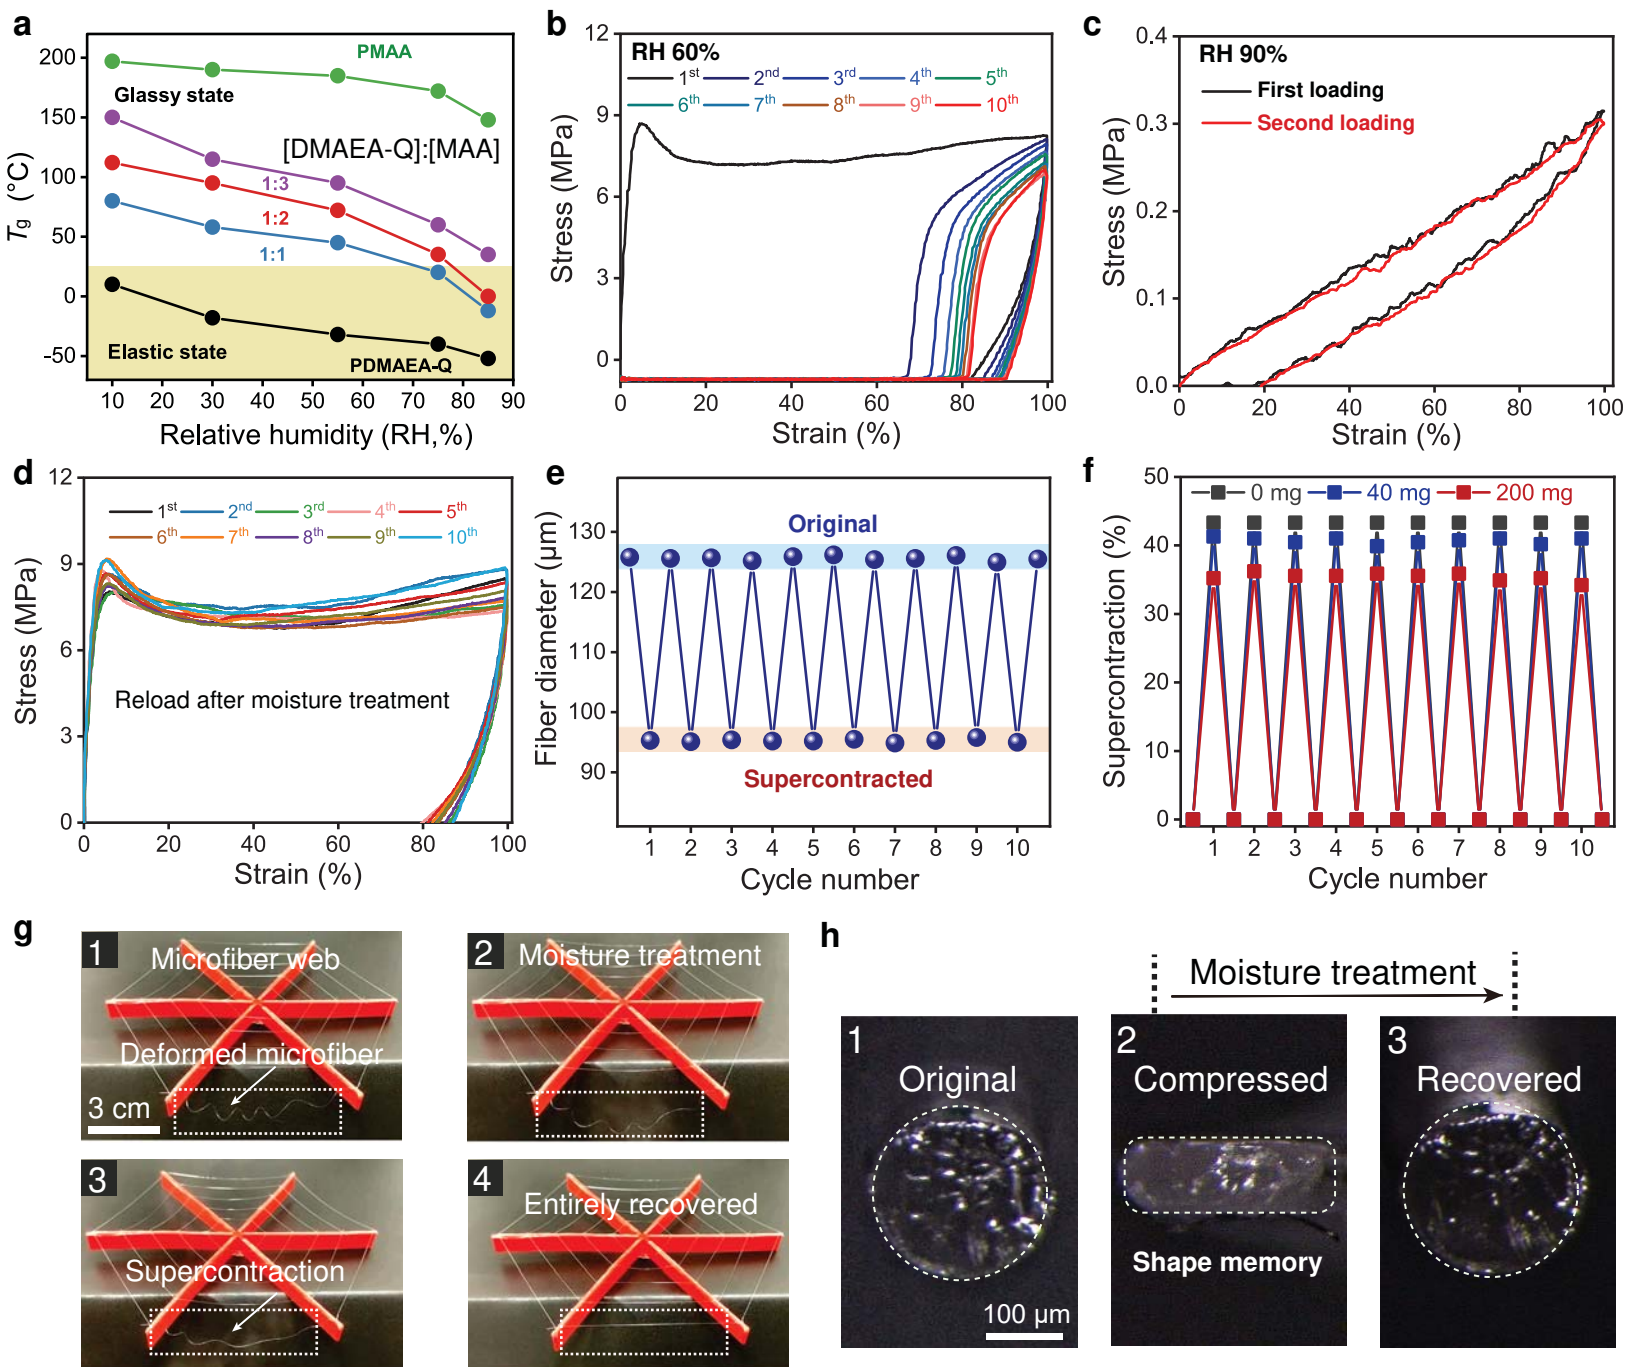 a
200
150
100
50
0
-50
Tg (°C)
PMAA
Glassy state
[DMAEA-Q]:[MAA]
1:3
1:2
1:1
Elastic state
PDMAEA-Q
10 20 30 40 50 60 70 80 90
Relative humidity (RH,%)
b
12
9
6
3
0
Stress (MPa)
RH 60%
1st 2nd 3rd 4th 5th
6th 7th 8th 9th 10th
0 20 40 60 80 100
Strain (%)
c
0.4
0.3
0.2
0.1
0.0
Stress (MPa)
RH 90%
First loading
Second loading
0 20 40 60 80 100
Strain (%)
d
12
9
6
3
0
Stress (MPa)
1st 2nd 3rd 4th 5th
6th 7th 8th 9th 10th
Reload after moisture treatment
0 20 40 60 80 100
Strain (%)
e
130
120
110
100
90
Fiber diameter (µm)
Original
Supercontracted
1 2 3 4 5 6 7 8 9 10
Cycle number
f
50
40
30
20
10
0
Supercontraction (%)
0 mg 40 mg 200 mg
1 2 3 4 5 6 7 8 9 10
Cycle number
g
1
Microfiber web
Deformed microfiber
3 cm
2
Moisture treatment
3
Supercontraction
4
Entirely recovered
h
Moisture treatment
1
Original
100 µm
2
Compressed
Shape memory
3
Recovered